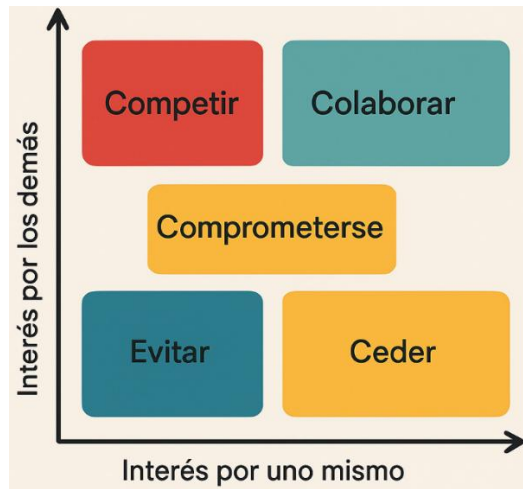 Competir
Colaborar
Comprometerse
Evitar
Ceder
Interés por los demás
Interés por uno mismo